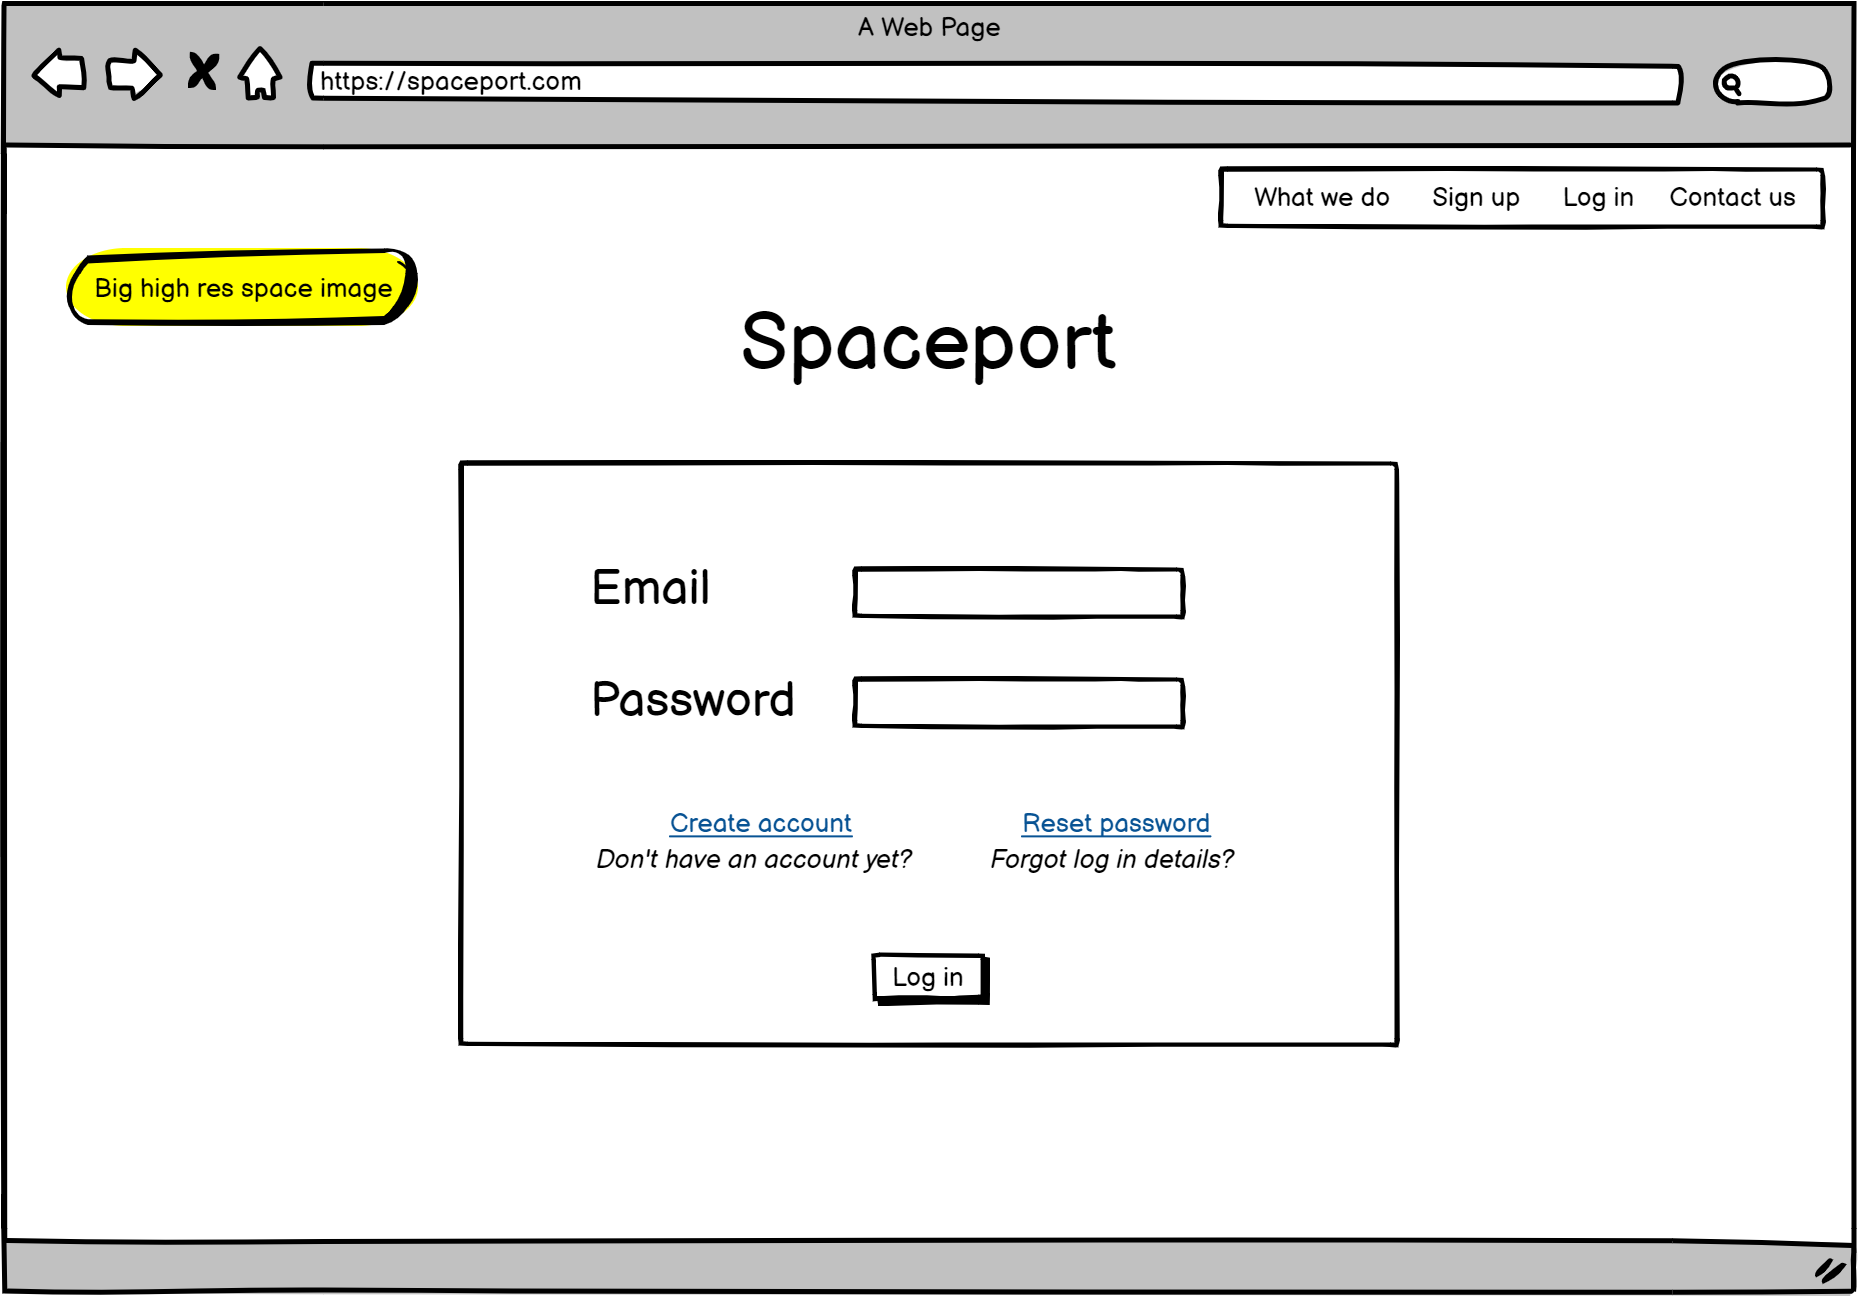 A Web Page
https://spaceport.com
What we do Sign up Log in Contact us
Big high res space image
Spaceport
Email
Password
Create account Reset password
Don't have an account yet? Forgot log in details?
Log in